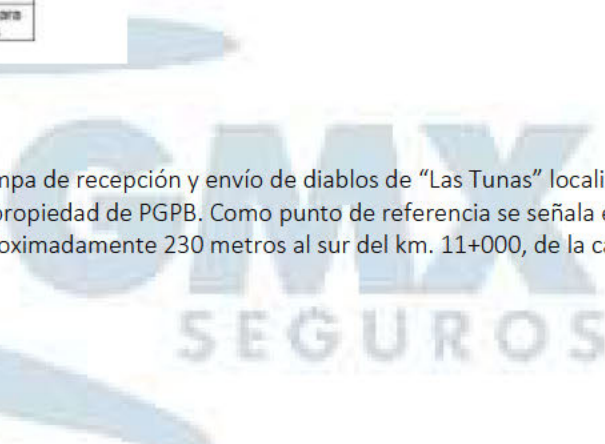 ara
mpa de recepción y envío de diablos de “Las Tunas” locali
propiedad de PGPB. Como punto de referencia se señala e
oximadamente 230 metros al sur del km. 11+000, de la ca
GMX
SEGUROS